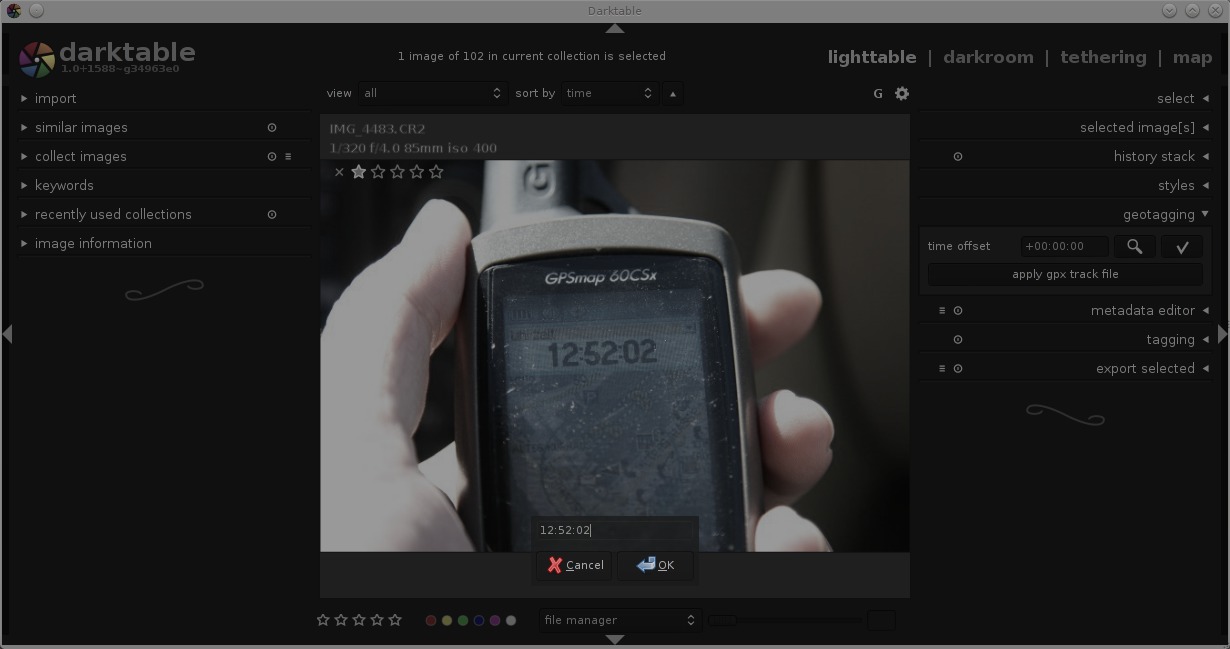 Darktable
darktable
1.0+1588~g34963e0
1 image of 102 in current collection is selected
lighttable | darkroom | tethering | map
import
similar images
collect images
keywords
recently used collections
image information
view all sort by time
G
IMG_4483.CR2
1/320 f/4.0 85mm iso 400
GPSmap 60CSx
12:52:02
12:52:02
Cancel OK
file manager
select
selected image[s]
history stack
styles
geotagging
time offset +00:00:00
apply gpx track file
metadata editor
tagging
export selected